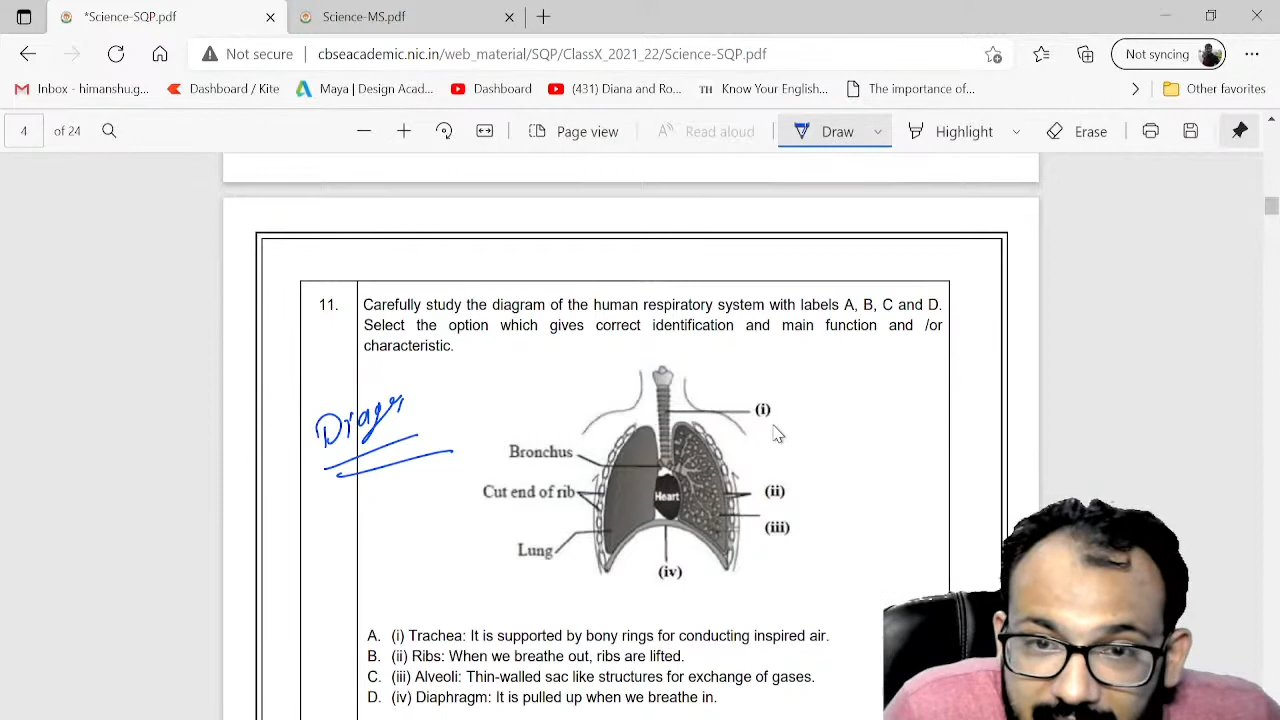 *Science-SQP.pdf
Science-MS.pdf
Not secure
cbseacademic.nic.in/web_material/SQP/ClassX_2021_22/Science-SQP.pdf
Not syncing
Inbox - himanshu.g...
Dashboard / Kite
Maya | Design Acad...
Dashboard
(431) Diana and Ro...
TH Know Your English...
The importance of...
Other favorites
4 of 24
Page view
Read aloud
Draw
Highlight
Erase
11. Carefully study the diagram of the human respiratory system with labels A, B, C and D.
Select the option which gives correct identification and main function and /or
characteristic.
(i)
Bronchus
Cut end of rib
Heart
(ii)
(iii)
Lung
(iv)
A. (i) Trachea: It is supported by bony rings for conducting inspired air.
B. (ii) Ribs: When we breathe out, ribs are lifted.
C. (iii) Alveoli: Thin-walled sac like structures for exchange of gases.
D. (iv) Diaphragm: It is pulled up when we breathe in.